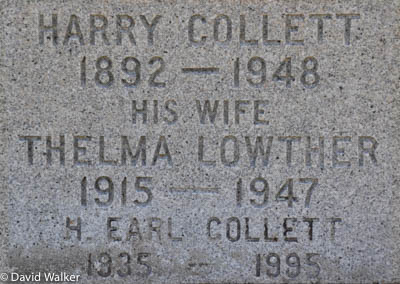 HARRY COLLETT
1892 — 1948
HIS WIFE
THELMA LOWTHER
1915 — 1947
H. EARL COLLETT
1935 — 1995
© David Walker